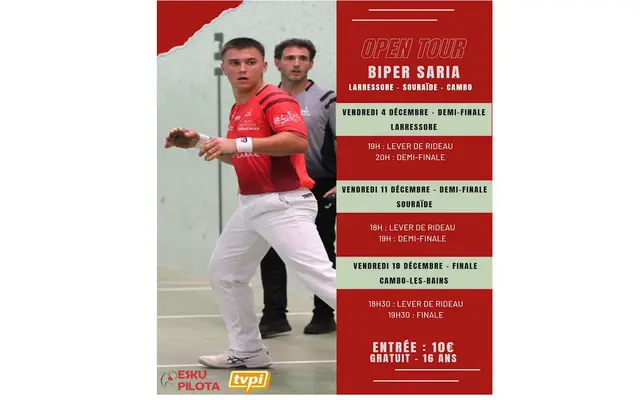 OPEN TOUR
BIPER SARIA
LARRESSORE - SOURAÏDE - CAMBO
VENDREDI 4 DÉCEMBRE - DEMI-FINALE
LARRESSORE
19H : LEVER DE RIDEAU
20H : DEMI-FINALE
VENDREDI 11 DÉCEMBRE - DEMI-FINALE
SOURAÏDE
18H : LEVER DE RIDEAU
19H : DEMI-FINALE
VENDREDI 18 DÉCEMBRE - FINALE
CAMBO-LES-BAINS
18H30 : LEVER DE RIDEAU
19H30 : FINALE
ENTRÉE : 10€
GRATUIT - 16 ANS
ESKU
PILOTA
tvpi